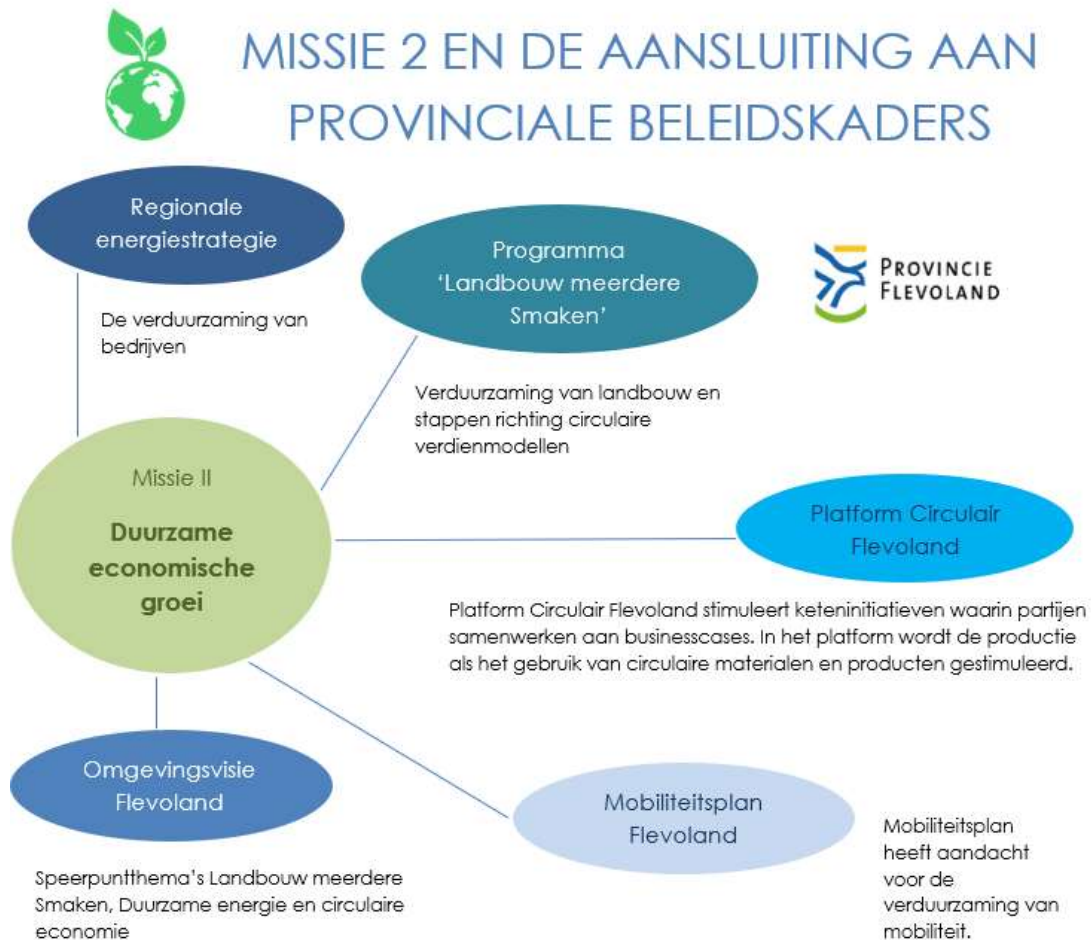 MISSIE 2 EN DE AANSLUITING AAN
PROVINCIALE BELEIDSKADERS
Regionale
energiestrategie
De verduurzaming van
bedrijven
Programma
‘Landbouw meerdere
Smaken’
Verduurzaming van landbouw en
stappen richting circulaire
verdienmodellen
PROVINCIE
FLEVOLAND
Missie II
Duurzame
economische
groei
Platform Circulair
Flevoland
Platform Circulair Flevoland stimuleert keteninitiatieven waarin partijen
samenwerken aan businesscases. In het platform wordt de productie
als het gebruik van circulaire materialen en producten gestimuleerd.
Omgevingsvisie
Flevoland
Speerpuntthema’s Landbouw meerdere
Smaken, Duurzame energie en circulaire
economie
Mobiliteitsplan
Flevoland
Mobiliteitsplan
heeft aandacht
voor de
verduurzaming van
mobiliteit.